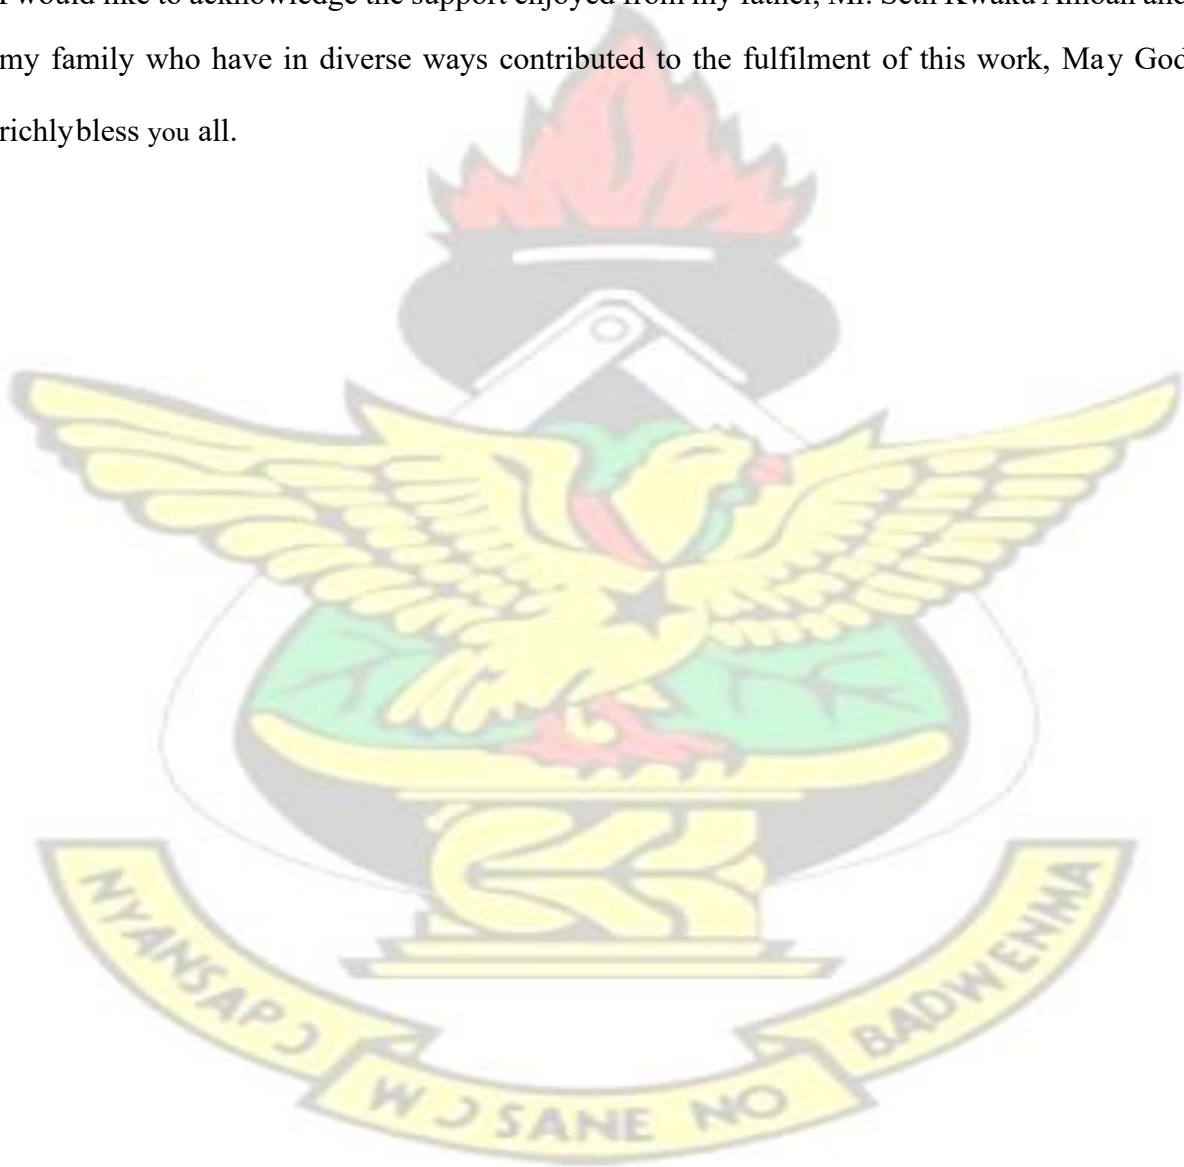 I would like to acknowledge the support enjoyed from my father, Mr. Seth Kwaku Amoah and
my family who have in diverse ways contributed to the fulfilment of this work, May God
richlybless you all.
NYANSAPƆ
WƆSANE NO
BADWENMA